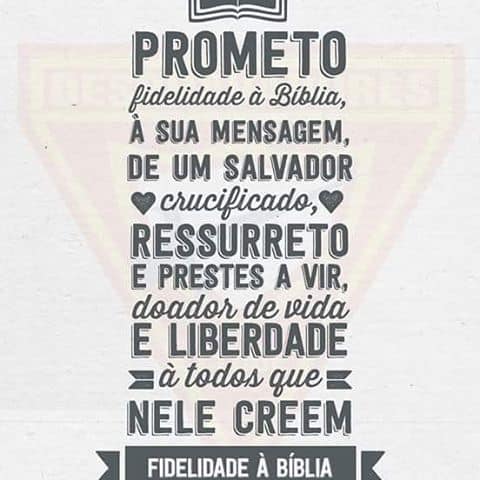 PROMETO
fidelidade à Bíblia,
À SUA MENSAGEM,
DE UM SALVADOR
crucificado,
RESSURRETO
E PRESTES A VIR,
doador de vida
E LIBERDADE
à todos que
NELE CREEM
FIDELIDADE À BÍBLIA